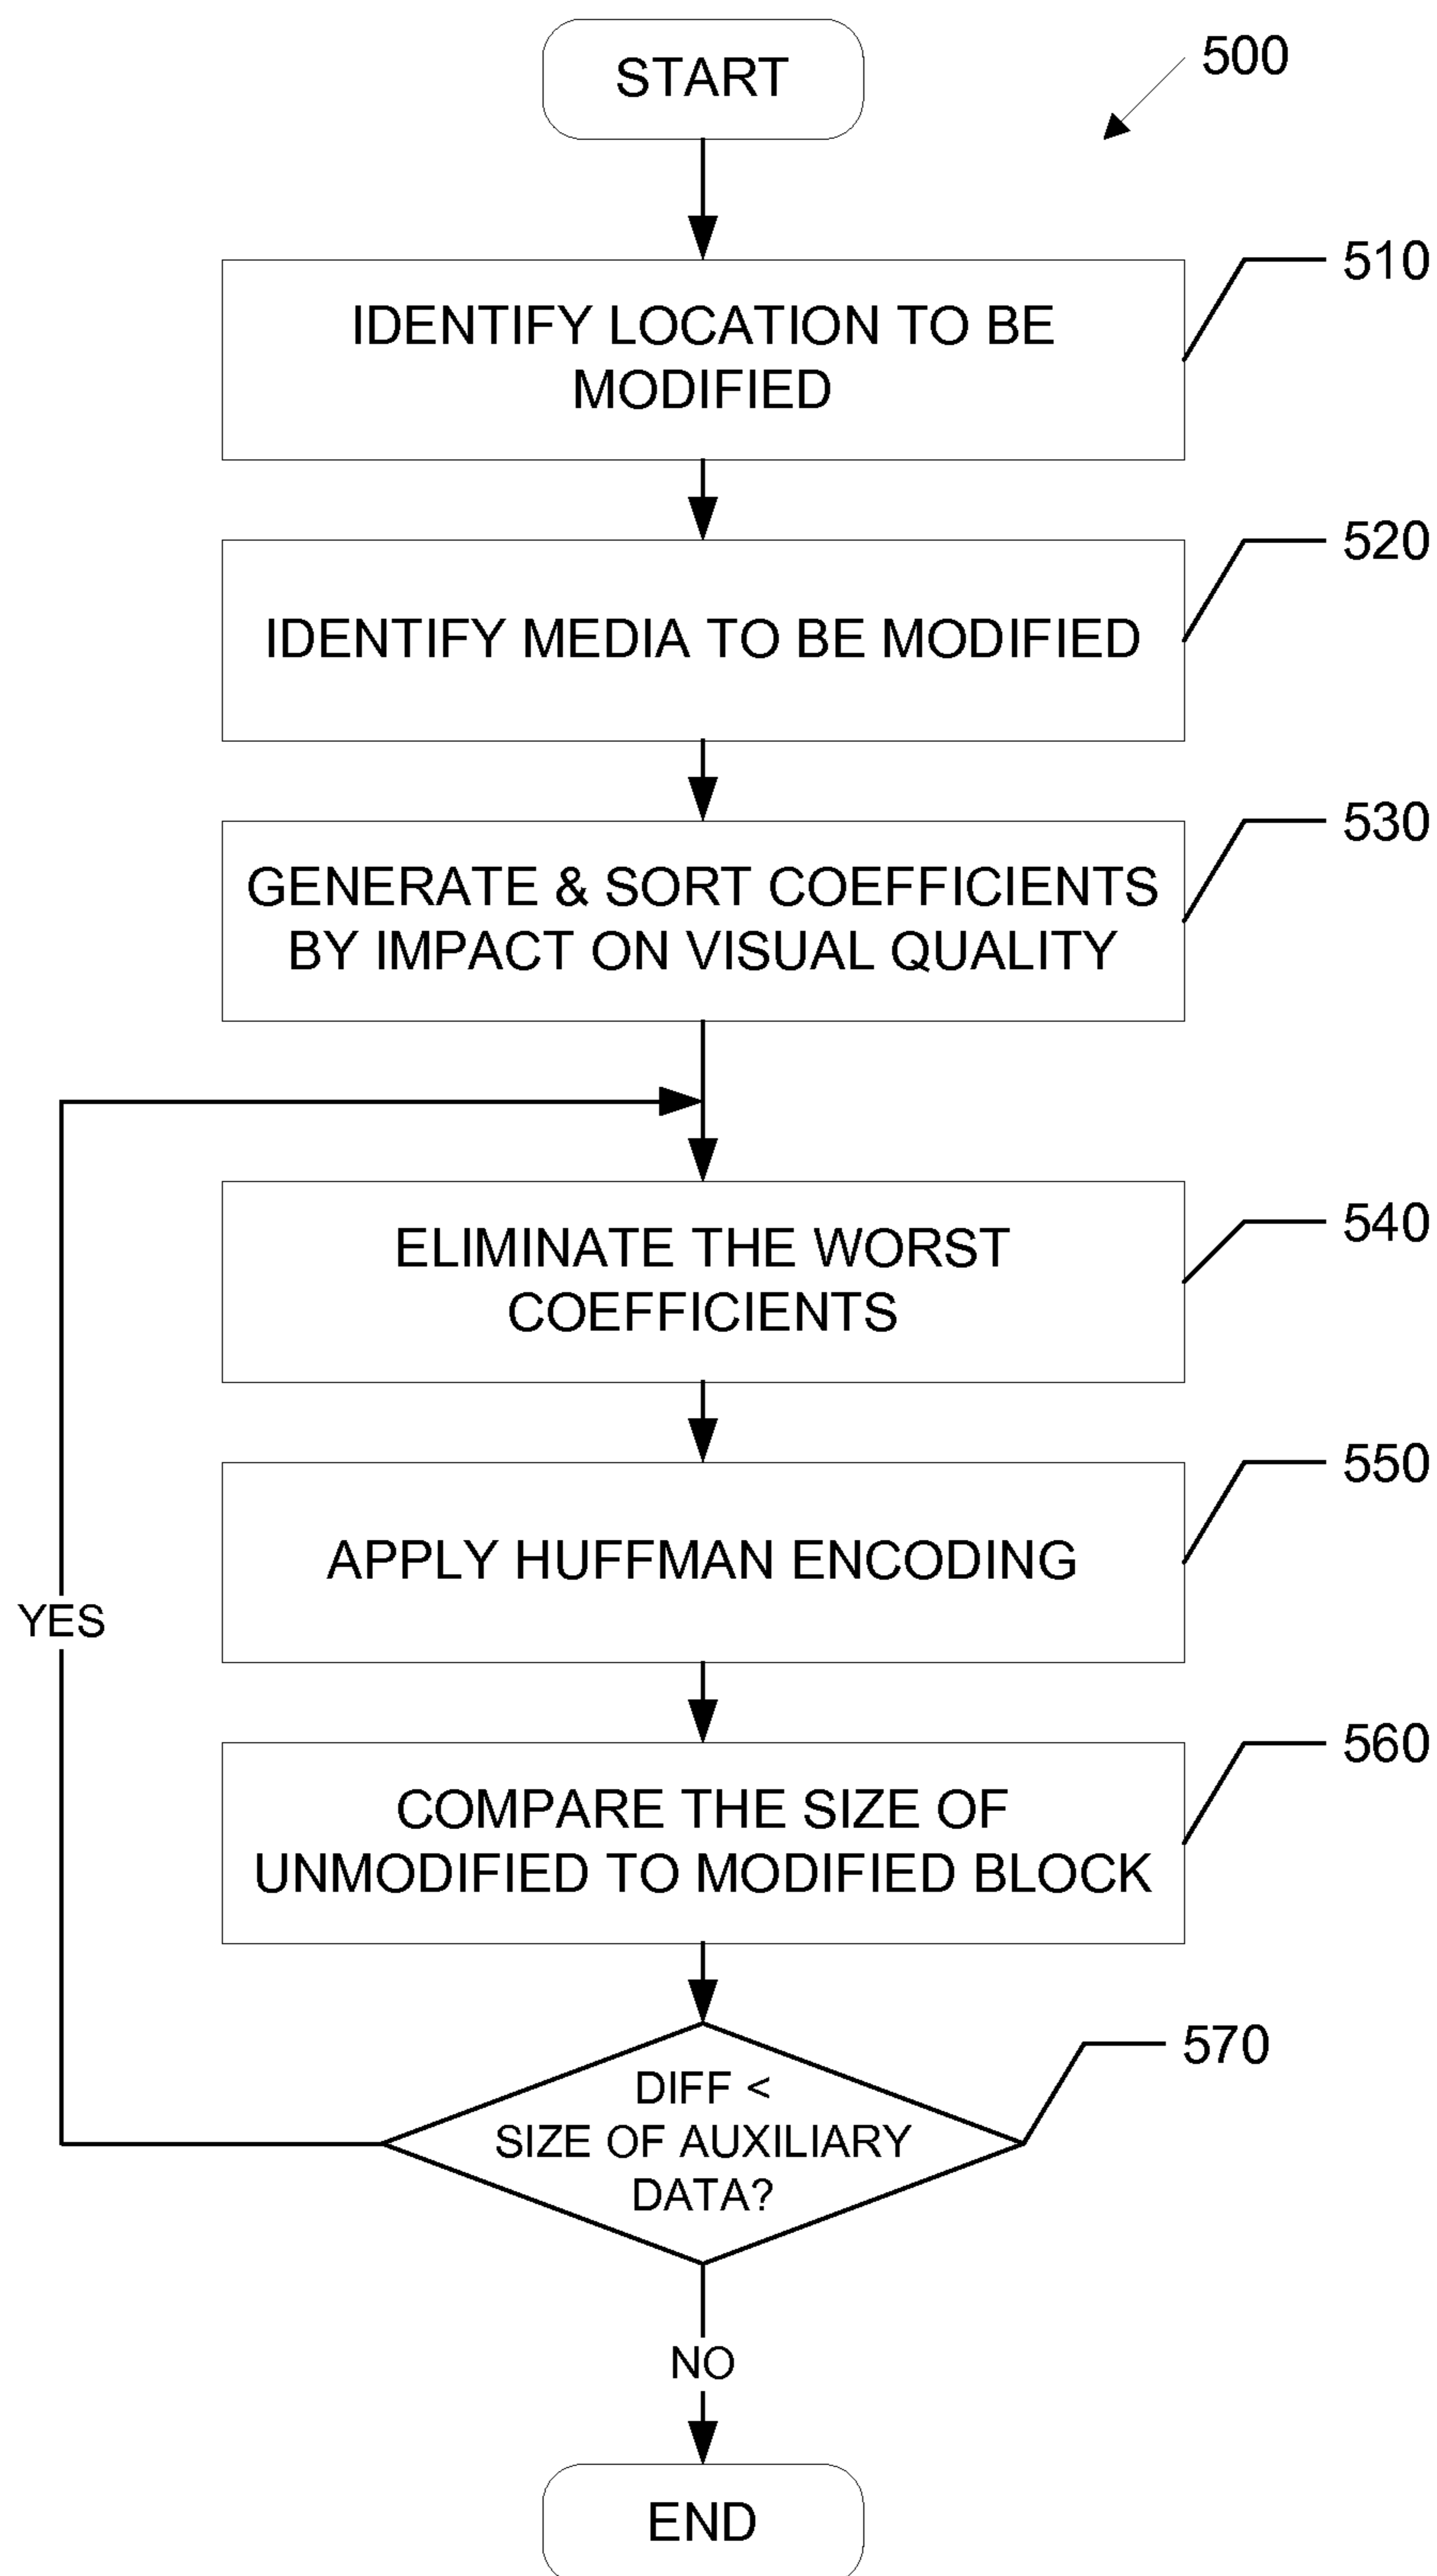 START
500
IDENTIFY LOCATION TO BE
MODIFIED
510
IDENTIFY MEDIA TO BE MODIFIED
520
GENERATE & SORT COEFFICIENTS
BY IMPACT ON VISUAL QUALITY
530
ELIMINATE THE WORST
COEFFICIENTS
540
APPLY HUFFMAN ENCODING
550
YES
COMPARE THE SIZE OF
UNMODIFIED TO MODIFIED BLOCK
560
DIFF <
SIZE OF AUXILIARY
DATA?
570
NO
END